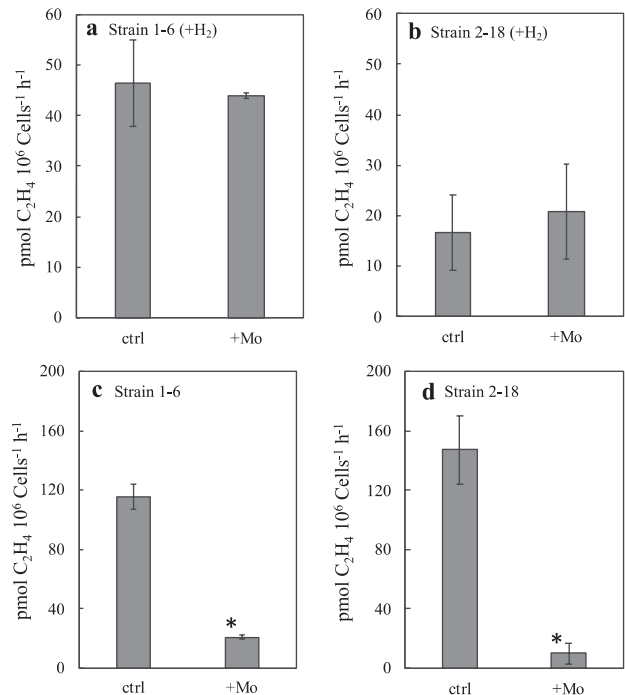 a Strain 1-6 (+H₂)
60
50
40
30
20
10
0
pmol C₂H₄ 10⁶ Cells⁻¹ h⁻¹
ctrl +Mo
b Strain 2-18 (+H₂)
60
50
40
30
20
10
0
pmol C₂H₄ 10⁶ Cells⁻¹ h⁻¹
ctrl +Mo
c Strain 1-6
200
160
120
80
40
0
pmol C₂H₄ 10⁶ Cells⁻¹ h⁻¹
*
ctrl +Mo
d Strain 2-18
200
160
120
80
40
0
pmol C₂H₄ 10⁶ Cells⁻¹ h⁻¹
*
ctrl +Mo